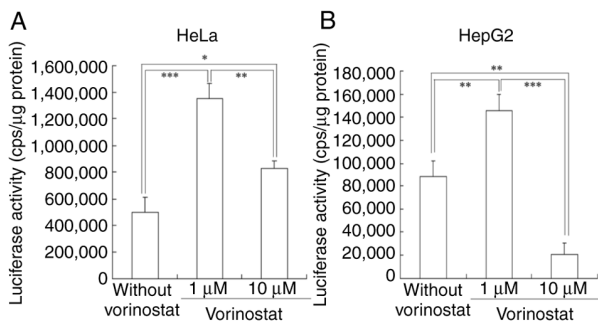 A
HeLa
Luciferase activity (cps/μg protein)
1,600,000
1,400,000
1,200,000
1,000,000
800,000
600,000
400,000
200,000
0
*
***
**
Without vorinostat
1 μM
10 μM
Vorinostat
B
HepG2
Luciferase activity (cps/μg protein)
180,000
160,000
140,000
120,000
100,000
80,000
60,000
40,000
20,000
0
**
**
***
Without vorinostat
1 μM
10 μM
Vorinostat